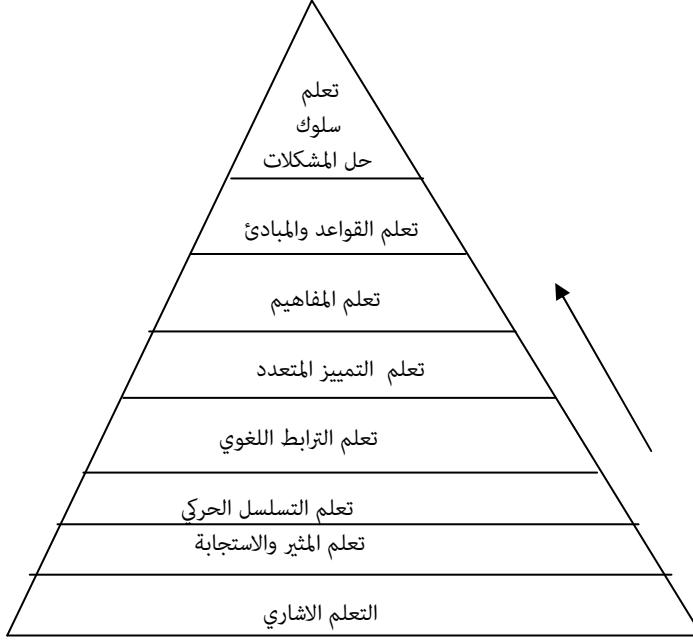 تعلم
سلوك
حل المشكلات
تعلم القواعد والمبادئ
تعلم المفاهيم
تعلم التمييز المتعدد
تعلم الترابط اللغوي
تعلم التسلسل الحركي
تعلم المثير والاستجابة
التعلم الاشاري